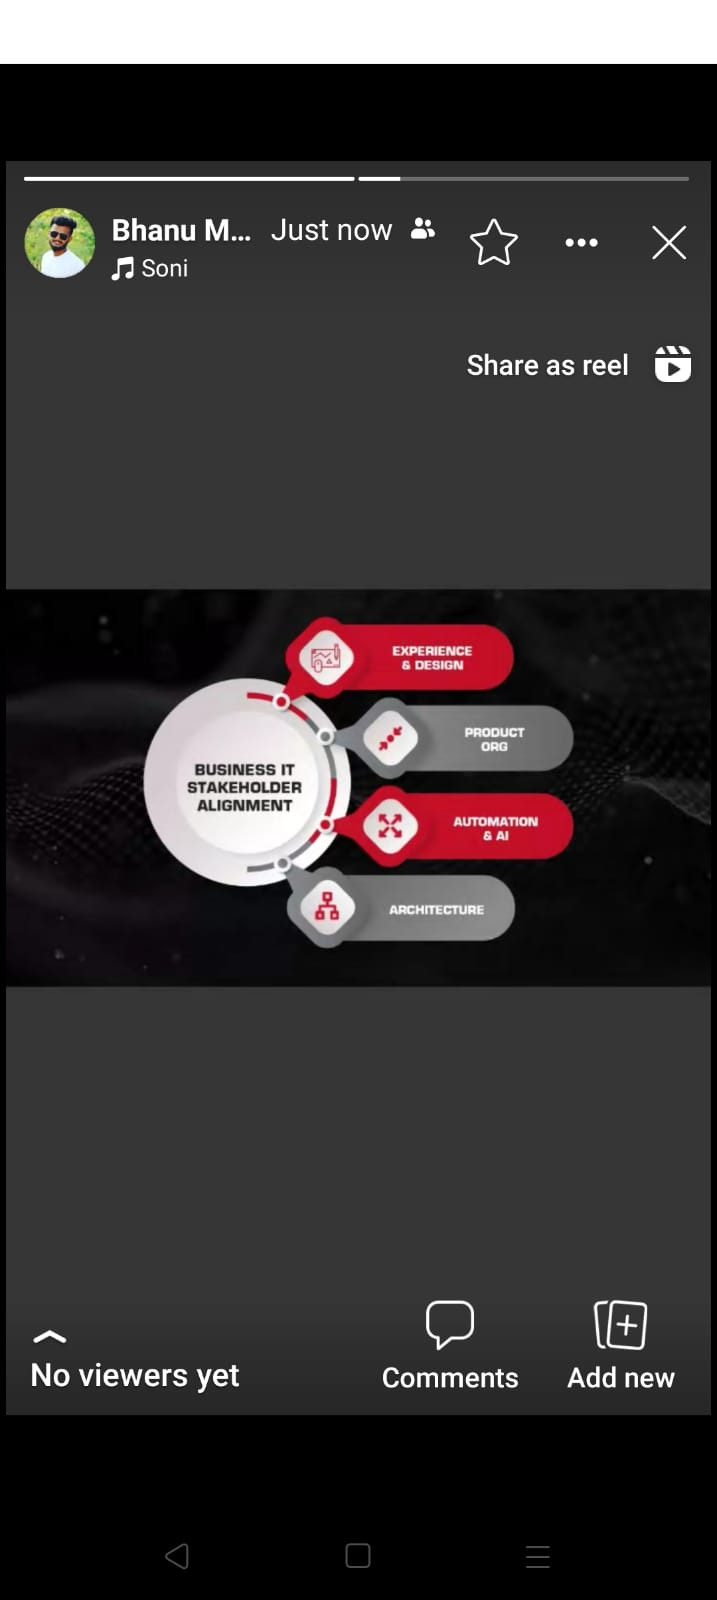 Bhanu M... Just now
Soni
Share as reel
EXPERIENCE
& DESIGN
PRODUCT
ORG
BUSINESS IT
STAKEHOLDER
ALIGNMENT
AUTOMATION
& AI
ARCHITECTURE
No viewers yet
Comments
Add new